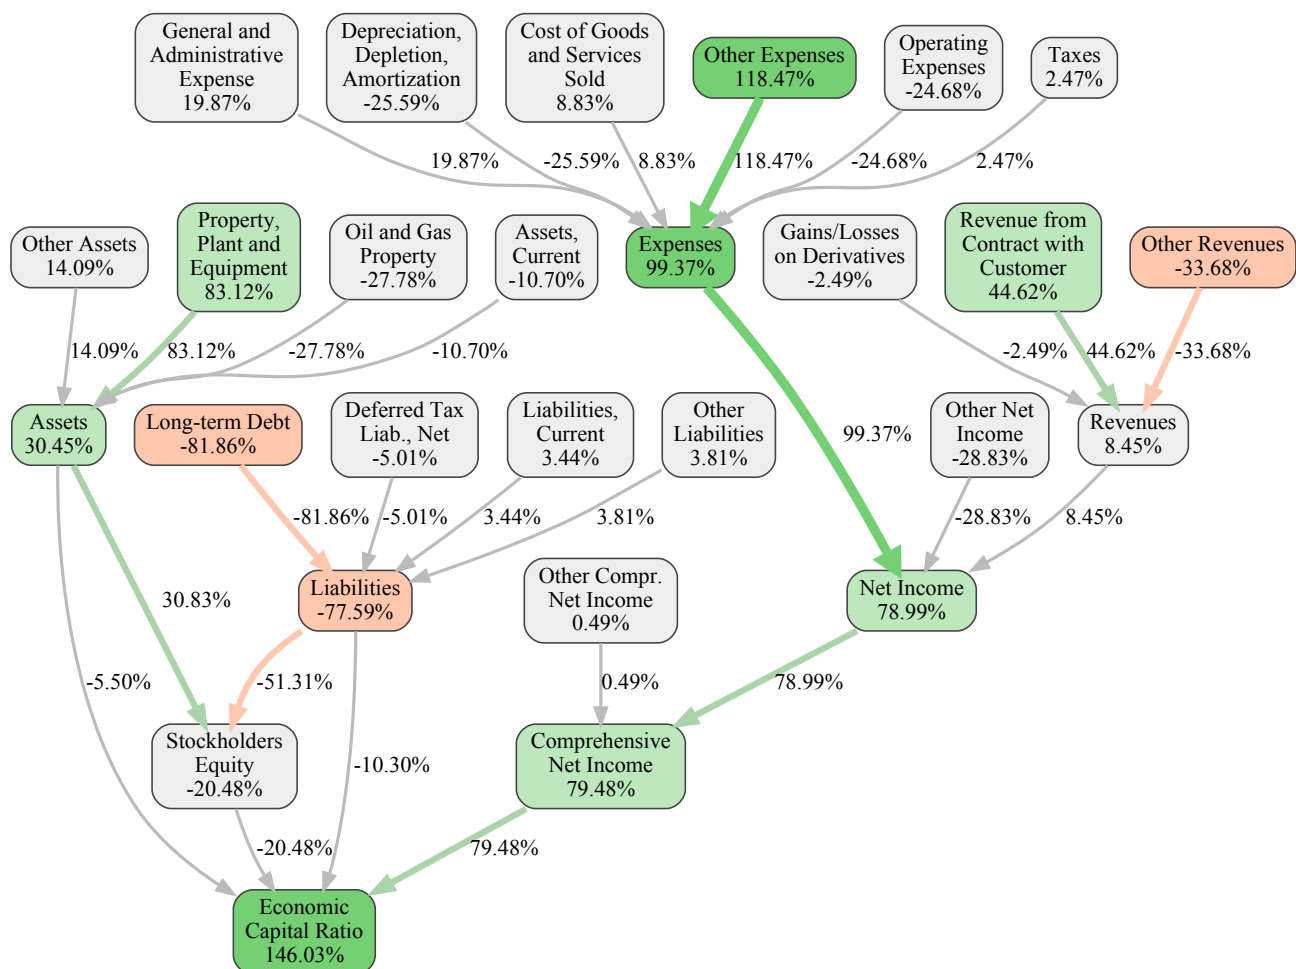 General and
Administrative
Expense
19.87%
Depreciation,
Depletion,
Amortization
-25.59%
Cost of Goods
and Services
Sold
8.83%
Other Expenses
118.47%
Operating
Expenses
-24.68%
Taxes
2.47%
19.87%
-25.59%
8.83%
118.47%
-24.68%
2.47%
Other Assets
14.09%
Property,
Plant and
Equipment
83.12%
Oil and Gas
Property
-27.78%
Assets,
Current
-10.70%
Expenses
99.37%
Gains/Losses
on Derivatives
-2.49%
Revenue from
Contract with
Customer
44.62%
Other Revenues
-33.68%
14.09%
83.12%
-27.78%
-10.70%
-2.49%
44.62%
-33.68%
Assets
30.45%
Long-term Debt
-81.86%
Deferred Tax
Liab., Net
-5.01%
Liabilities,
Current
3.44%
Other
Liabilities
3.81%
99.37%
Other Net
Income
-28.83%
Revenues
8.45%
-81.86%
-5.01%
3.44%
3.81%
-28.83%
8.45%
30.83%
Liabilities
-77.59%
Other Compr.
Net Income
0.49%
Net Income
78.99%
-5.50%
-51.31%
0.49%
78.99%
Stockholders
Equity
-20.48%
-10.30%
Comprehensive
Net Income
79.48%
-20.48%
79.48%
Economic
Capital Ratio
146.03%